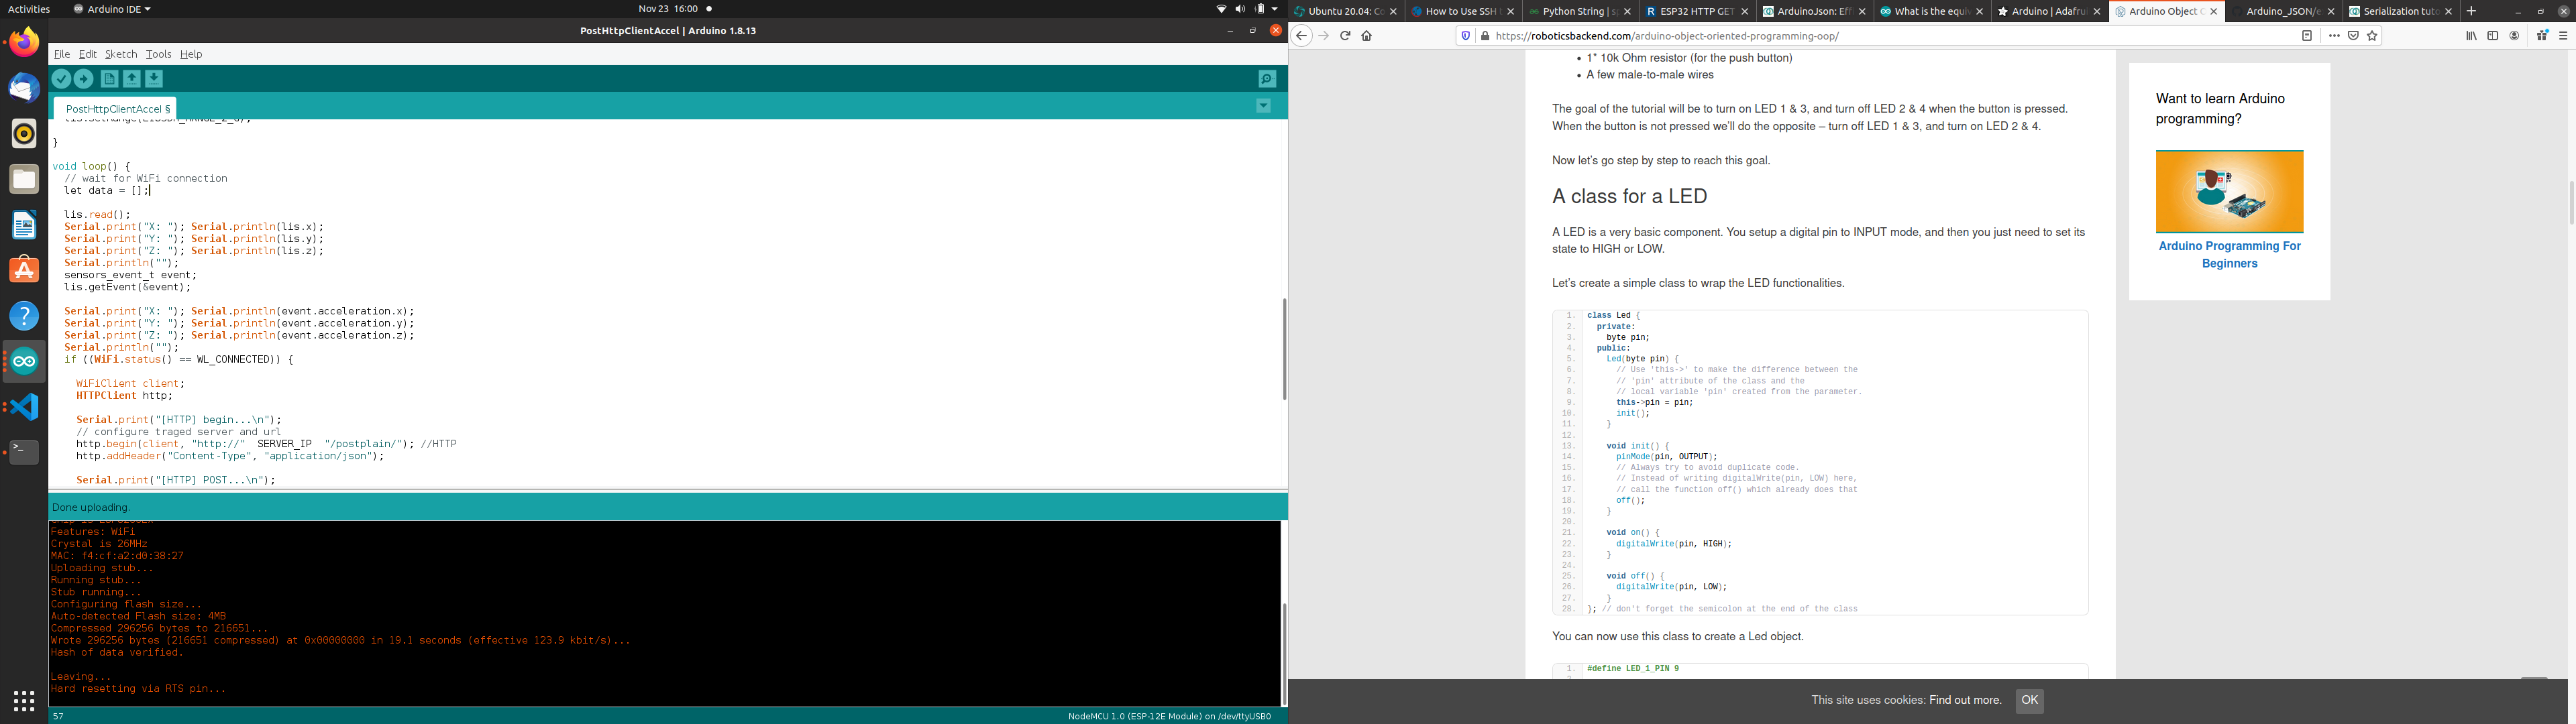 Activities
Arduino IDE
Nov 23 16:00
PostHttpClientAccel | Arduino 1.8.13
File Edit Sketch Tools Help
PostHttpClientAccel §
}
void loop() {
// wait for WiFi connection
let data = [];
lis.read();
Serial.print("X: "); Serial.println(lis.x);
Serial.print("Y: "); Serial.println(lis.y);
Serial.print("Z: "); Serial.println(lis.z);
Serial.println("");
sensors_event_t event;
lis.getEvent(&event);
Serial.print("X: "); Serial.println(event.acceleration.x);
Serial.print("Y: "); Serial.println(event.acceleration.y);
Serial.print("Z: "); Serial.println(event.acceleration.z);
Serial.println("");
if ((WiFi.status() == WL_CONNECTED)) {
WiFiClient client;
HTTPClient http;
Serial.print("[HTTP] begin...\n");
// configure traged server and url
http.begin(client, "http://" SERVER_IP "/postplain/"); //HTTP
http.addHeader("Content-Type", "application/json");
Serial.print("[HTTP] POST...\n");
Done uploading.
Features: WiFi
Crystal is 26MHz
MAC: f4:cf:a2:d0:38:27
Uploading stub...
Running stub...
Stub running...
Configuring flash size...
Auto-detected Flash size: 4MB
Compressed 296256 bytes to 216651...
Wrote 296256 bytes (216651 compressed) at 0x00000000 in 19.1 seconds (effective 123.9 kbit/s)...
Hash of data verified.
Leaving...
Hard resetting via RTS pin...
57
NodeMCU 1.0 (ESP-12E Module) on /dev/ttyUSB0
Ubuntu 20.04: Co
How to Use SSH
Python String | s
ESP32 HTTP GET
ArduinoJson: Eff
What is the equi
Arduino | Adafru
Arduino Object O
Arduino_JSON/e
Serialization tuto
https://roboticsbackend.com/arduino-object-oriented-programming-oop/
• 1* 10k Ohm resistor (for the push button)
• A few male-to-male wires
The goal of the tutorial will be to turn on LED 1 & 3, and turn off LED 2 & 4 when the button is pressed.
When the button is not pressed we'll do the opposite – turn off LED 1 & 3, and turn on LED 2 & 4.
Now let's go step by step to reach this goal.
A class for a LED
A LED is a very basic component. You setup a digital pin to INPUT mode, and then you just need to set its
state to HIGH or LOW.
Let's create a simple class to wrap the LED functionalities.
1. class Led {
2. private:
3. byte pin;
4. public:
5. Led(byte pin) {
6. // Use 'this->' to make the difference between the
7. // 'pin' attribute of the class and the
8. // local variable 'pin' created from the parameter.
9. this->pin = pin;
10. init();
11. }
12.
13. void init() {
14. pinMode(pin, OUTPUT);
15. // Always try to avoid duplicate code.
16. // Instead of writing digitalWrite(pin, LOW) here,
17. // call the function off() which already does that
18. off();
19. }
20.
21. void on() {
22. digitalWrite(pin, HIGH);
23. }
24.
25. void off() {
26. digitalWrite(pin, LOW);
27. }
28. }; // don't forget the semicolon at the end of the class
You can now use this class to create a Led object.
1. #define LED_1_PIN 9
Want to learn Arduino
programming?
Arduino Programming For
Beginners
This site uses cookies: Find out more.
OK